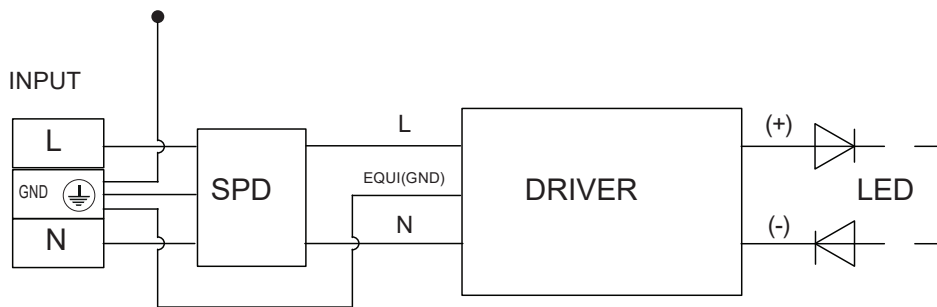 INPUT
L
GND
N
SPD
L
EQUI(GND)
N
DRIVER
(+)
LED
(-)